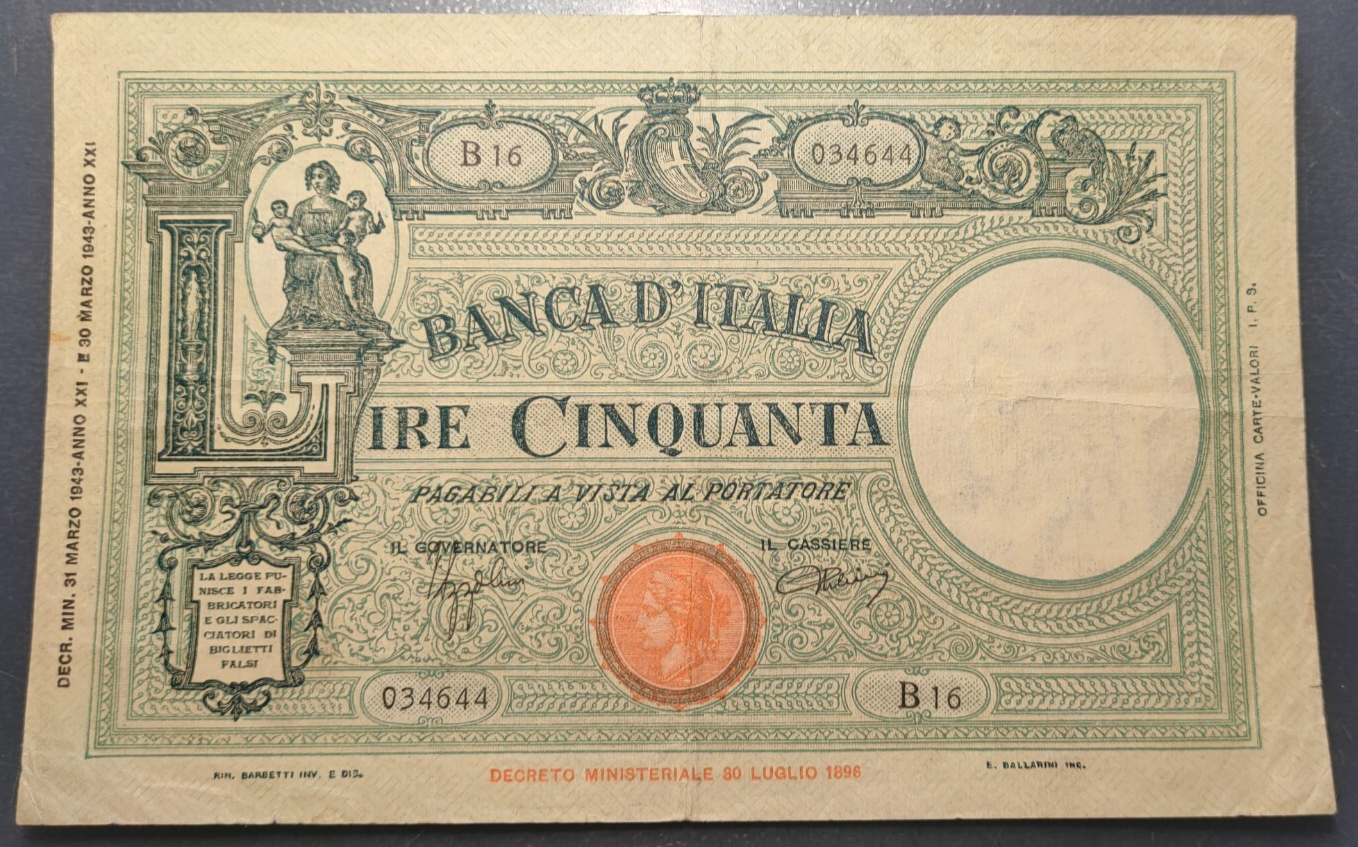 B 16
034644
BANCA D'ITALIA
LIRE CINQUANTA
PAGABILI A VISTA AL PORTATORE
IL GOVERNATORE
IL CASSIERE
LA LEGGE PU-
NISCE I FAB-
BRICATORI
E GLI SPAC-
CIATORI DI
BIGLIETTI
FALSI
034644
B 16
RIN. BARBETTI INV. E DIS.
DECRETO MINISTERIALE 30 LUGLIO 1896
E. BALLARINI INC.
DECR. MIN. 31 MARZO 1943-ANNO XXI - E 30 MARZO 1943-ANNO XXI
OFFICINA CARTE-VALORI I. P. S.